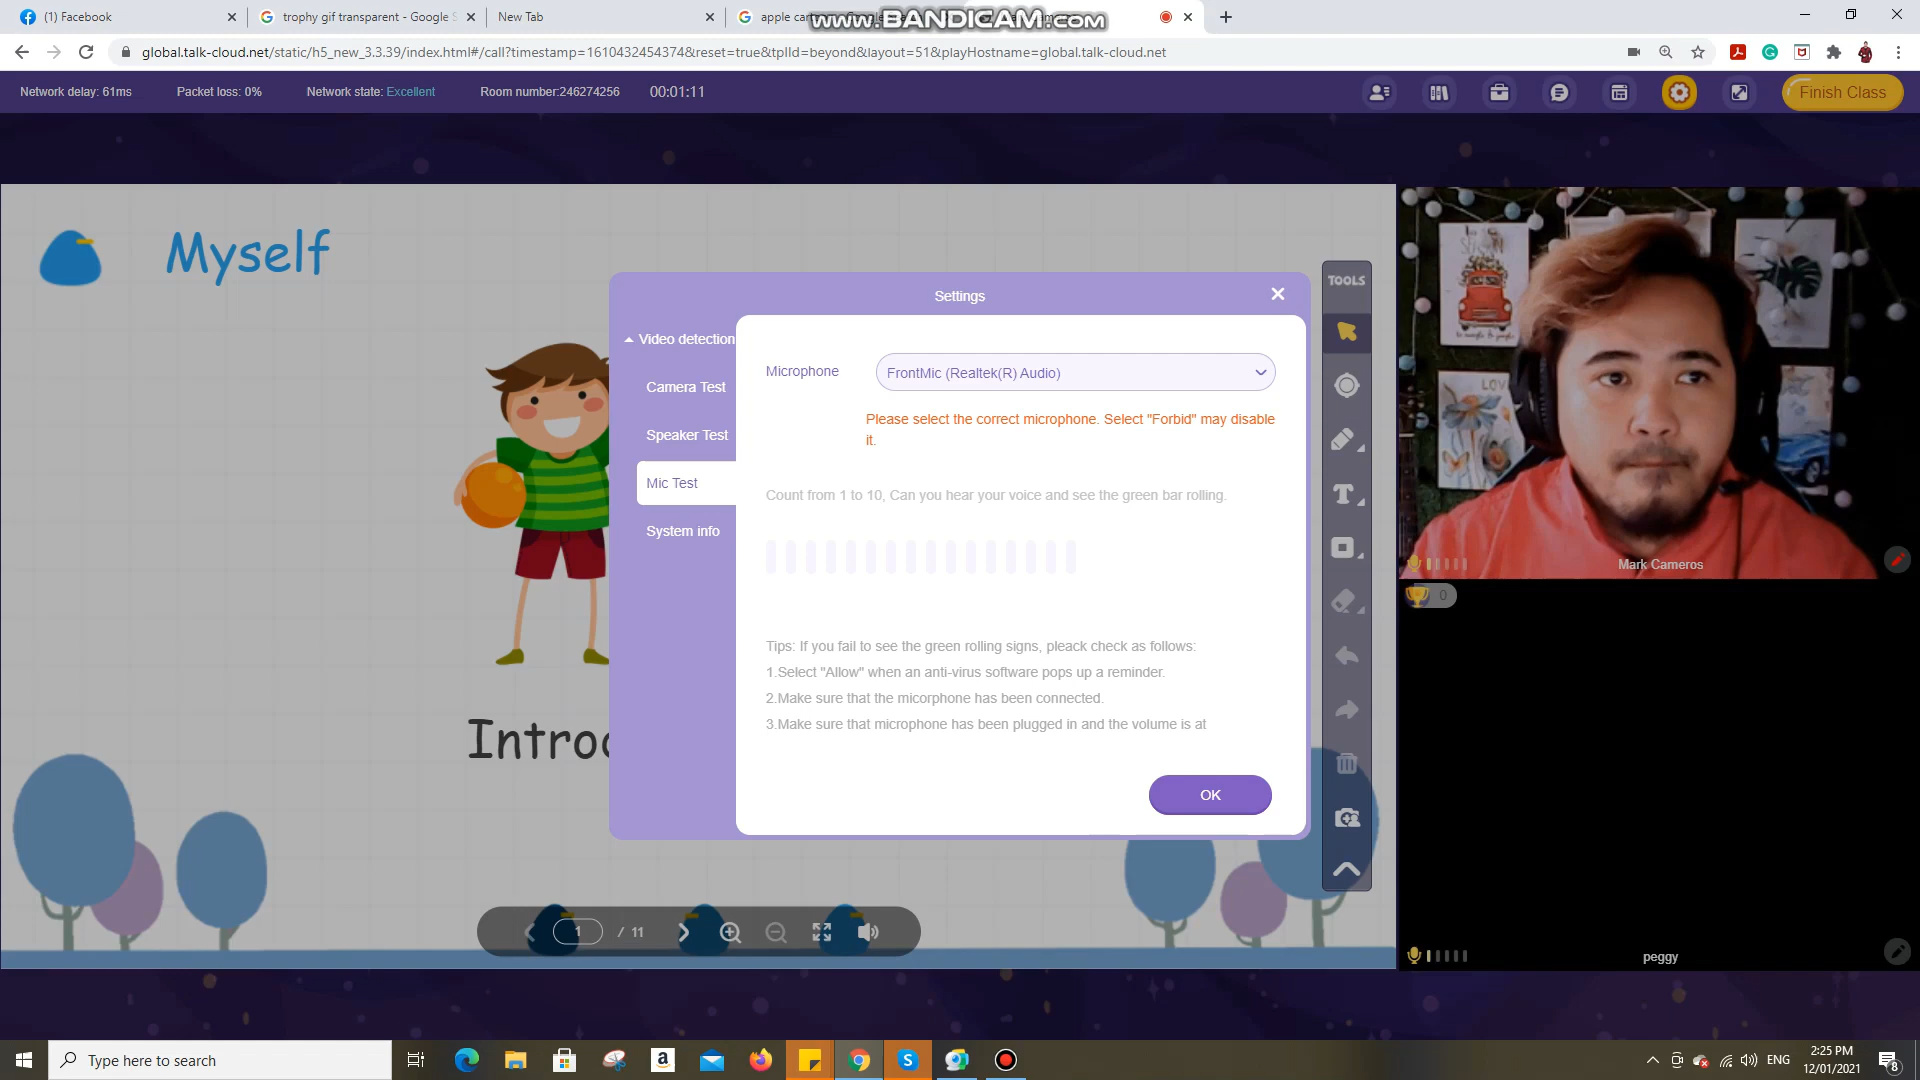 (1) Facebook
trophy gif transparent - Google S
New Tab
apple cart
www.BANDICAM.com
global.talk-cloud.net/static/h5_new_3.3.39/index.html#/call?timestamp=1610432454374&reset=true&tplId=beyond&layout=51&playHostname=global.talk-cloud.net
Network delay: 61ms
Packet loss: 0%
Network state: Excellent
Room number:246274256
00:01:11
Finish Class
Myself
Introd
Settings
Video detection
Camera Test
Speaker Test
Mic Test
System info
Microphone
FrontMic (Realtek(R) Audio)
Please select the correct microphone. Select "Forbid" may disable
it.
Count from 1 to 10, Can you hear your voice and see the green bar rolling.
Tips: If you fail to see the green rolling signs, pleack check as follows:
1.Select "Allow" when an anti-virus software pops up a reminder.
2.Make sure that the micorphone has been connected.
3.Make sure that microphone has been plugged in and the volume is at
OK
TOOLS
LOVE
Mark Cameros
0
peggy
1 / 11
Type here to search
ENG
2:25 PM
12/01/2021
8